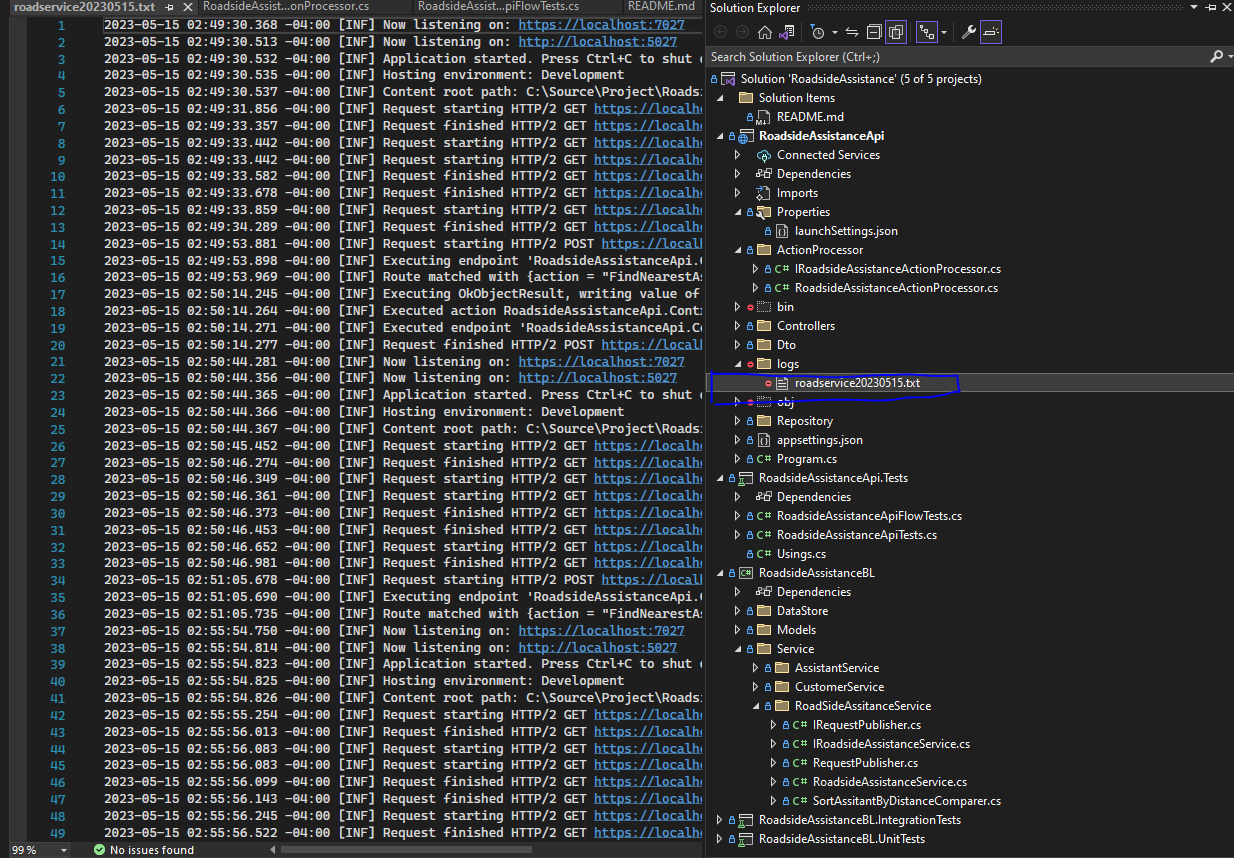 roadservice20230515.txt
RoadsideAssist...onProcessor.cs
RoadsideAssist...piFlowTests.cs
README.md
1 2023-05-15 02:49:30.368 -04:00 [INF] Now listening on: https://localhost:7027
2 2023-05-15 02:49:30.513 -04:00 [INF] Now listening on: http://localhost:5027
3 2023-05-15 02:49:30.532 -04:00 [INF] Application started. Press Ctrl+C to shut
4 2023-05-15 02:49:30.535 -04:00 [INF] Hosting environment: Development
5 2023-05-15 02:49:30.537 -04:00 [INF] Content root path: C:\Source\Project\Roads
6 2023-05-15 02:49:31.856 -04:00 [INF] Request starting HTTP/2 GET https://localh
7 2023-05-15 02:49:33.357 -04:00 [INF] Request finished HTTP/2 GET https://localh
8 2023-05-15 02:49:33.442 -04:00 [INF] Request starting HTTP/2 GET https://localh
9 2023-05-15 02:49:33.442 -04:00 [INF] Request starting HTTP/2 GET https://localh
10 2023-05-15 02:49:33.582 -04:00 [INF] Request finished HTTP/2 GET https://localh
11 2023-05-15 02:49:33.678 -04:00 [INF] Request finished HTTP/2 GET https://localh
12 2023-05-15 02:49:33.859 -04:00 [INF] Request starting HTTP/2 GET https://localh
13 2023-05-15 02:49:34.289 -04:00 [INF] Request finished HTTP/2 GET https://localh
14 2023-05-15 02:49:53.881 -04:00 [INF] Request starting HTTP/2 POST https://local
15 2023-05-15 02:49:53.898 -04:00 [INF] Executing endpoint 'RoadsideAssistanceApi.
16 2023-05-15 02:49:53.969 -04:00 [INF] Route matched with {action = "FindNearestAs
17 2023-05-15 02:50:14.245 -04:00 [INF] Executing OkObjectResult, writing value of
18 2023-05-15 02:50:14.264 -04:00 [INF] Executed action RoadsideAssistanceApi.Cont
19 2023-05-15 02:50:14.271 -04:00 [INF] Executed endpoint 'RoadsideAssistanceApi.Co
20 2023-05-15 02:50:14.277 -04:00 [INF] Request finished HTTP/2 POST https://local
21 2023-05-15 02:50:44.281 -04:00 [INF] Now listening on: https://localhost:7027
22 2023-05-15 02:50:44.356 -04:00 [INF] Now listening on: http://localhost:5027
23 2023-05-15 02:50:44.365 -04:00 [INF] Application started. Press Ctrl+C to shut
24 2023-05-15 02:50:44.366 -04:00 [INF] Hosting environment: Development
25 2023-05-15 02:50:44.367 -04:00 [INF] Content root path: C:\Source\Project\Roads
26 2023-05-15 02:50:45.452 -04:00 [INF] Request starting HTTP/2 GET https://localh
27 2023-05-15 02:50:46.274 -04:00 [INF] Request finished HTTP/2 GET https://localh
28 2023-05-15 02:50:46.349 -04:00 [INF] Request starting HTTP/2 GET https://localh
29 2023-05-15 02:50:46.361 -04:00 [INF] Request starting HTTP/2 GET https://localh
30 2023-05-15 02:50:46.373 -04:00 [INF] Request finished HTTP/2 GET https://localh
31 2023-05-15 02:50:46.453 -04:00 [INF] Request finished HTTP/2 GET https://localh
32 2023-05-15 02:50:46.652 -04:00 [INF] Request starting HTTP/2 GET https://localh
33 2023-05-15 02:50:46.981 -04:00 [INF] Request finished HTTP/2 GET https://localh
34 2023-05-15 02:51:05.678 -04:00 [INF] Request starting HTTP/2 POST https://local
35 2023-05-15 02:51:05.690 -04:00 [INF] Executing endpoint 'RoadsideAssistanceApi.
36 2023-05-15 02:51:05.735 -04:00 [INF] Route matched with {action = "FindNearestAs
37 2023-05-15 02:55:54.750 -04:00 [INF] Now listening on: https://localhost:7027
38 2023-05-15 02:55:54.814 -04:00 [INF] Now listening on: http://localhost:5027
39 2023-05-15 02:55:54.823 -04:00 [INF] Application started. Press Ctrl+C to shut
40 2023-05-15 02:55:54.825 -04:00 [INF] Hosting environment: Development
41 2023-05-15 02:55:54.826 -04:00 [INF] Content root path: C:\Source\Project\Roads
42 2023-05-15 02:55:55.254 -04:00 [INF] Request starting HTTP/2 GET https://localh
43 2023-05-15 02:55:56.013 -04:00 [INF] Request finished HTTP/2 GET https://localh
44 2023-05-15 02:55:56.083 -04:00 [INF] Request starting HTTP/2 GET https://localh
45 2023-05-15 02:55:56.083 -04:00 [INF] Request starting HTTP/2 GET https://localh
46 2023-05-15 02:55:56.099 -04:00 [INF] Request finished HTTP/2 GET https://localh
47 2023-05-15 02:55:56.143 -04:00 [INF] Request finished HTTP/2 GET https://localh
48 2023-05-15 02:55:56.245 -04:00 [INF] Request starting HTTP/2 GET https://localh
49 2023-05-15 02:55:56.522 -04:00 [INF] Request finished HTTP/2 GET https://localh
99 %
No issues found
Solution Explorer
Search Solution Explorer (Ctrl+;)
Solution 'RoadsideAssistance' (5 of 5 projects)
Solution Items
README.md
RoadsideAssistanceApi
Connected Services
Dependencies
Imports
Properties
launchSettings.json
ActionProcessor
IRoadsideAssistanceActionProcessor.cs
RoadsideAssistanceActionProcessor.cs
bin
Controllers
Dto
logs
roadservice20230515.txt
obj
Repository
appsettings.json
C# Program.cs
RoadsideAssistanceApi.Tests
Dependencies
C# RoadsideAssistanceApiFlowTests.cs
C# RoadsideAssistanceApiTests.cs
C# Usings.cs
RoadsideAssistanceBL
Dependencies
DataStore
Models
Service
AssistantService
CustomerService
RoadSideAssitanceService
C# IRequestPublisher.cs
C# IRoadsideAssistanceService.cs
C# RequestPublisher.cs
C# RoadsideAssistanceService.cs
C# SortAssitantByDistanceComparer.cs
RoadsideAssistanceBL.IntegrationTests
RoadsideAssistanceBL.UnitTests